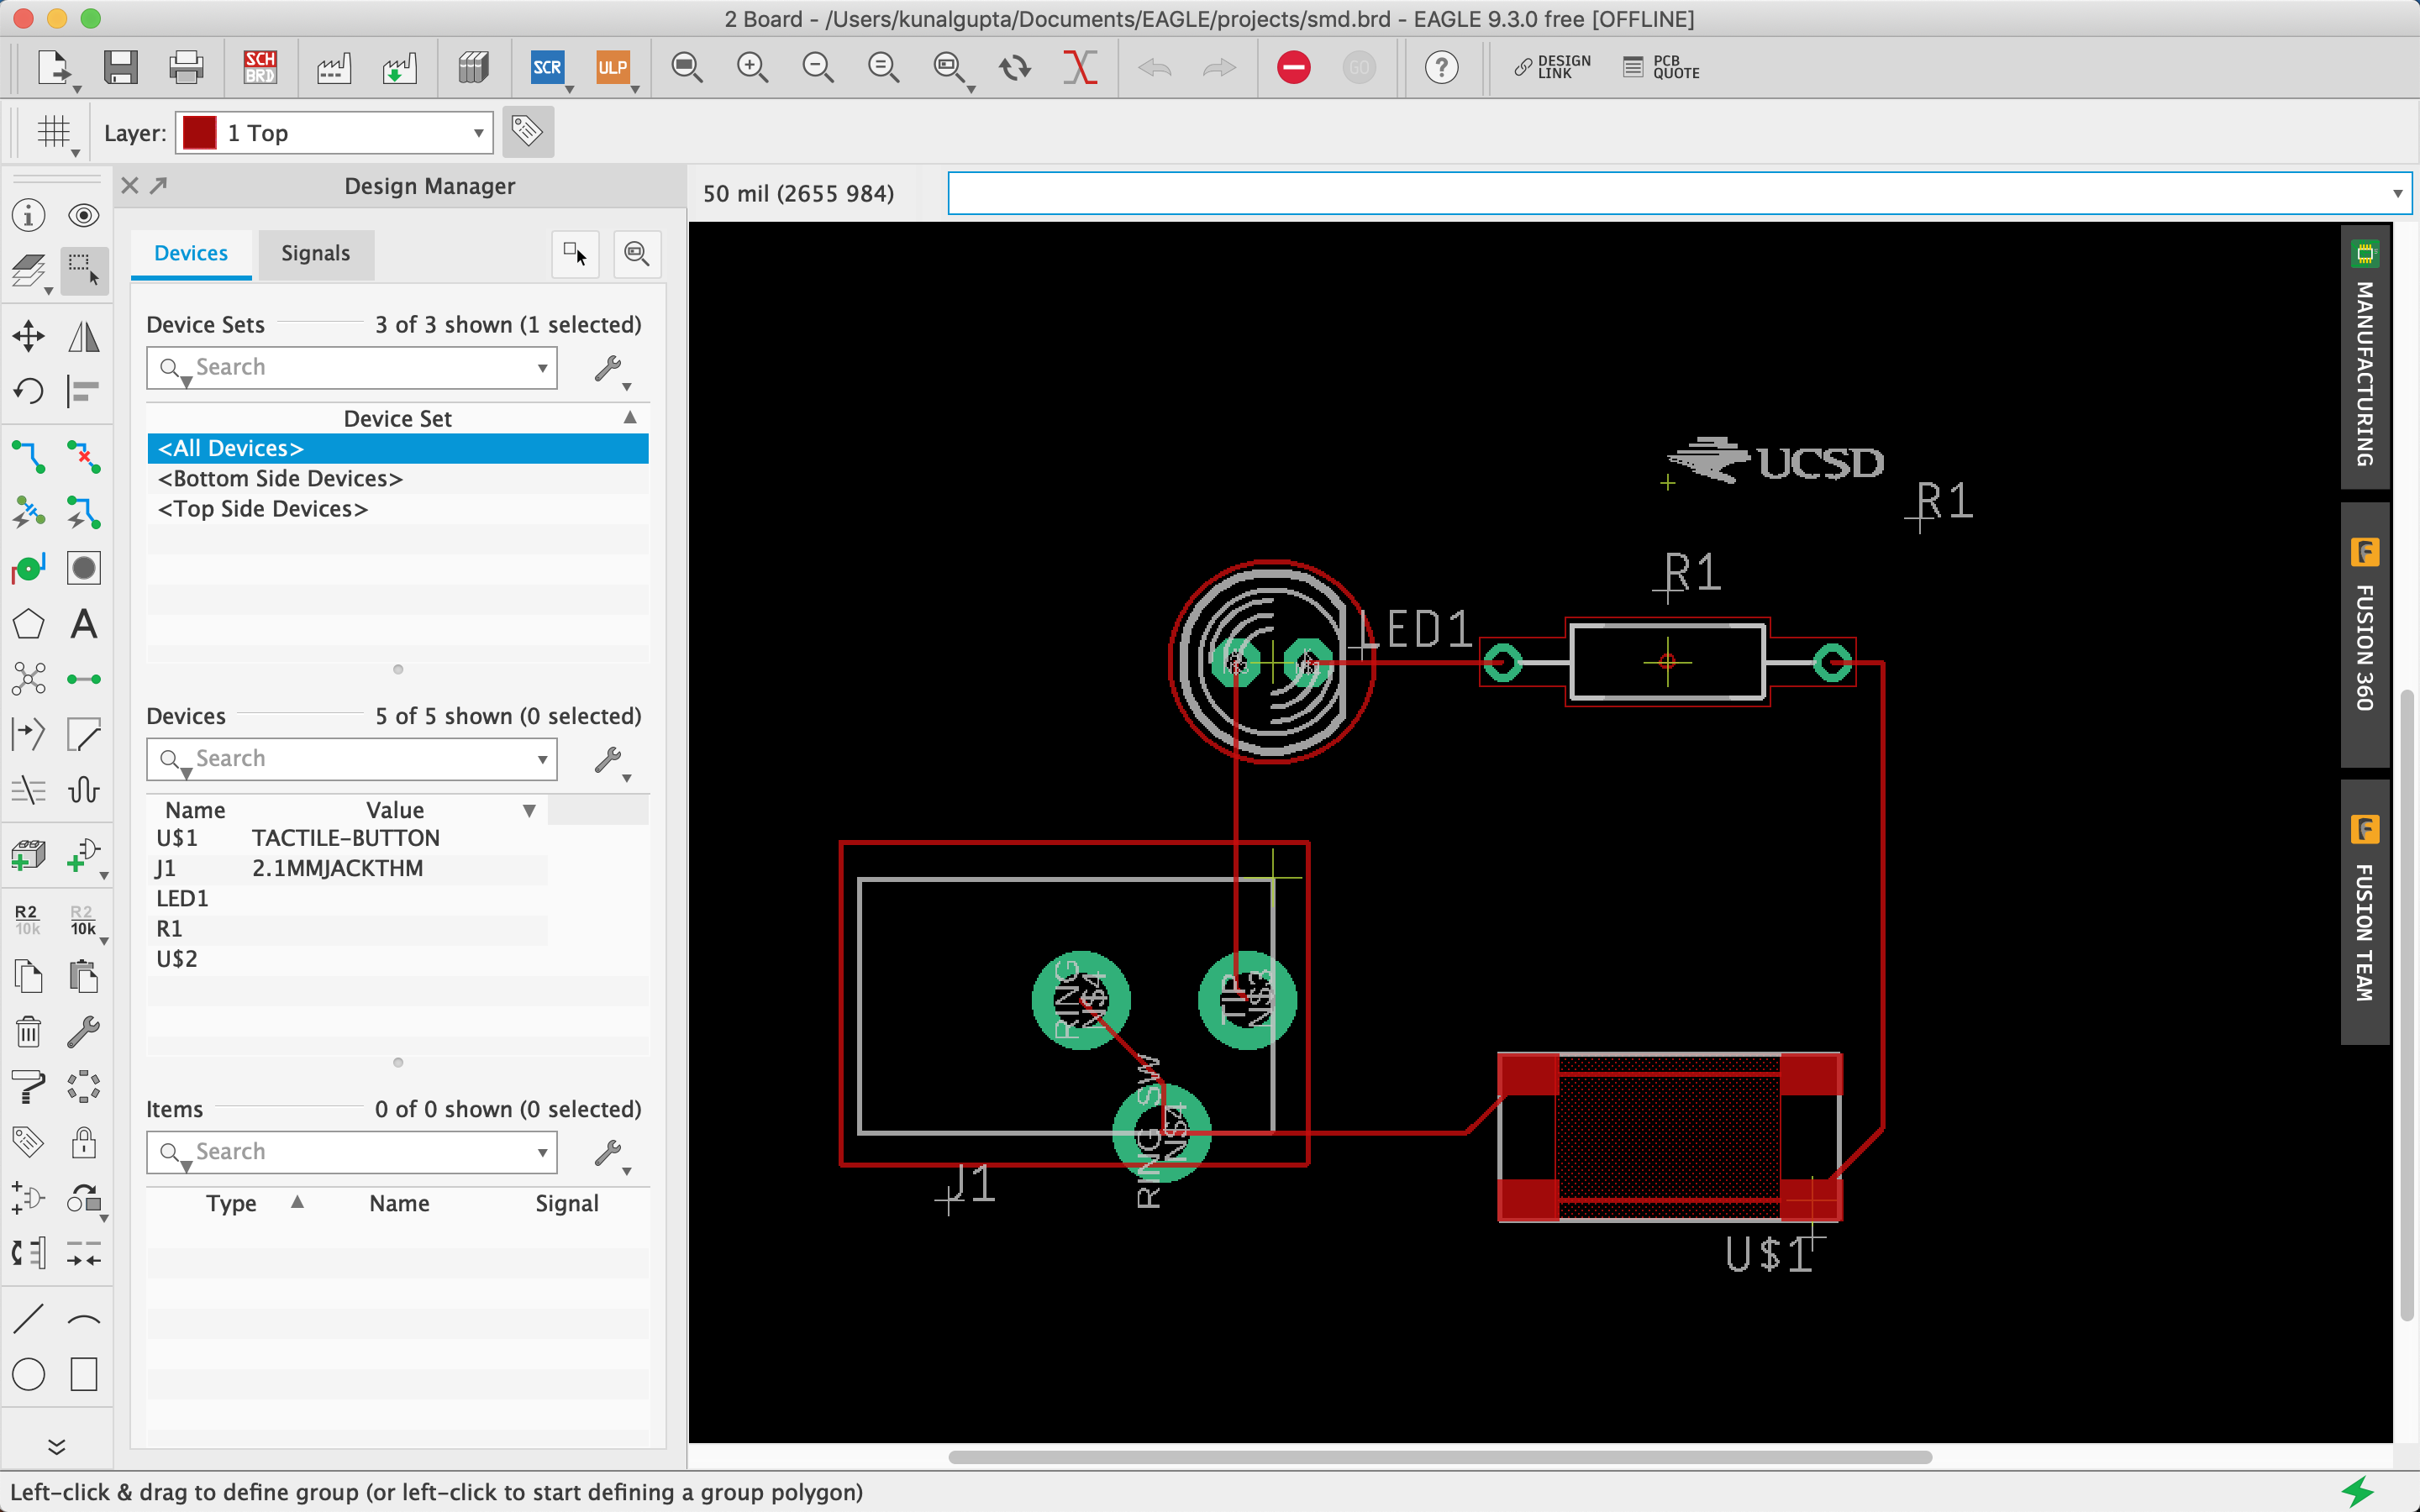 2 Board - /Users/kunalgupta/Documents/EAGLE/projects/smd.brd - EAGLE 9.3.0 free [OFFLINE]
SCH
BRD
SCR
ULP
GO
?
DESIGN
LINK
PCB
QUOTE
Layer:
1 Top
Design Manager
50 mil (2655 984)
Devices
Signals
Device Sets
3 of 3 shown (1 selected)
Search
Device Set
<All Devices>
<Bottom Side Devices>
<Top Side Devices>
Devices
5 of 5 shown (0 selected)
Search
Name Value
U$1 TACTILE-BUTTON
J1 2.1MMJACKTHM
LED1
R1
U$2
Items
0 of 0 shown (0 selected)
Search
Type Name Signal
R2
10k
R2
10k
UCSD
R1
R1
LED1
RING
N$4
TIP
N$3
RING SW
N$4
J1
U$1
MANUFACTURING
FUSION 360
FUSION TEAM
Left-click & drag to define group (or left-click to start defining a group polygon)